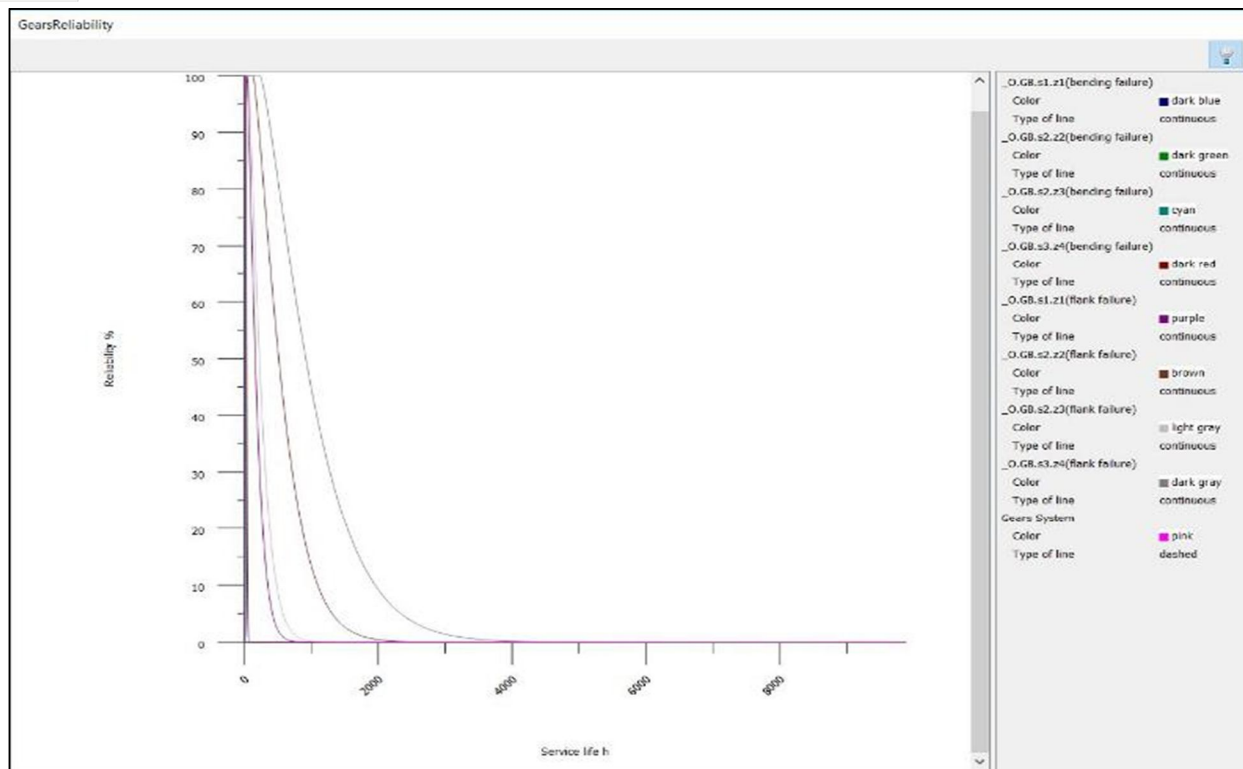 GearsReliability
100
90
80
70
60
50
40
30
20
10
0
Reliability %
0
2000
4000
6000
8000
Service life h
_O.GB.s1.z1(bending failure)
Color dark blue
Type of line continuous
_O.GB.s2.z2(bending failure)
Color dark green
Type of line continuous
_O.GB.s2.z3(bending failure)
Color cyan
Type of line continuous
_O.GB.s3.z4(bending failure)
Color dark red
Type of line continuous
_O.GB.s1.z1(flank failure)
Color purple
Type of line continuous
_O.GB.s2.z2(flank failure)
Color brown
Type of line continuous
_O.GB.s2.z3(flank failure)
Color light gray
Type of line continuous
_O.GB.s3.z4(flank failure)
Color dark gray
Type of line continuous
Gears System
Color pink
Type of line dashed